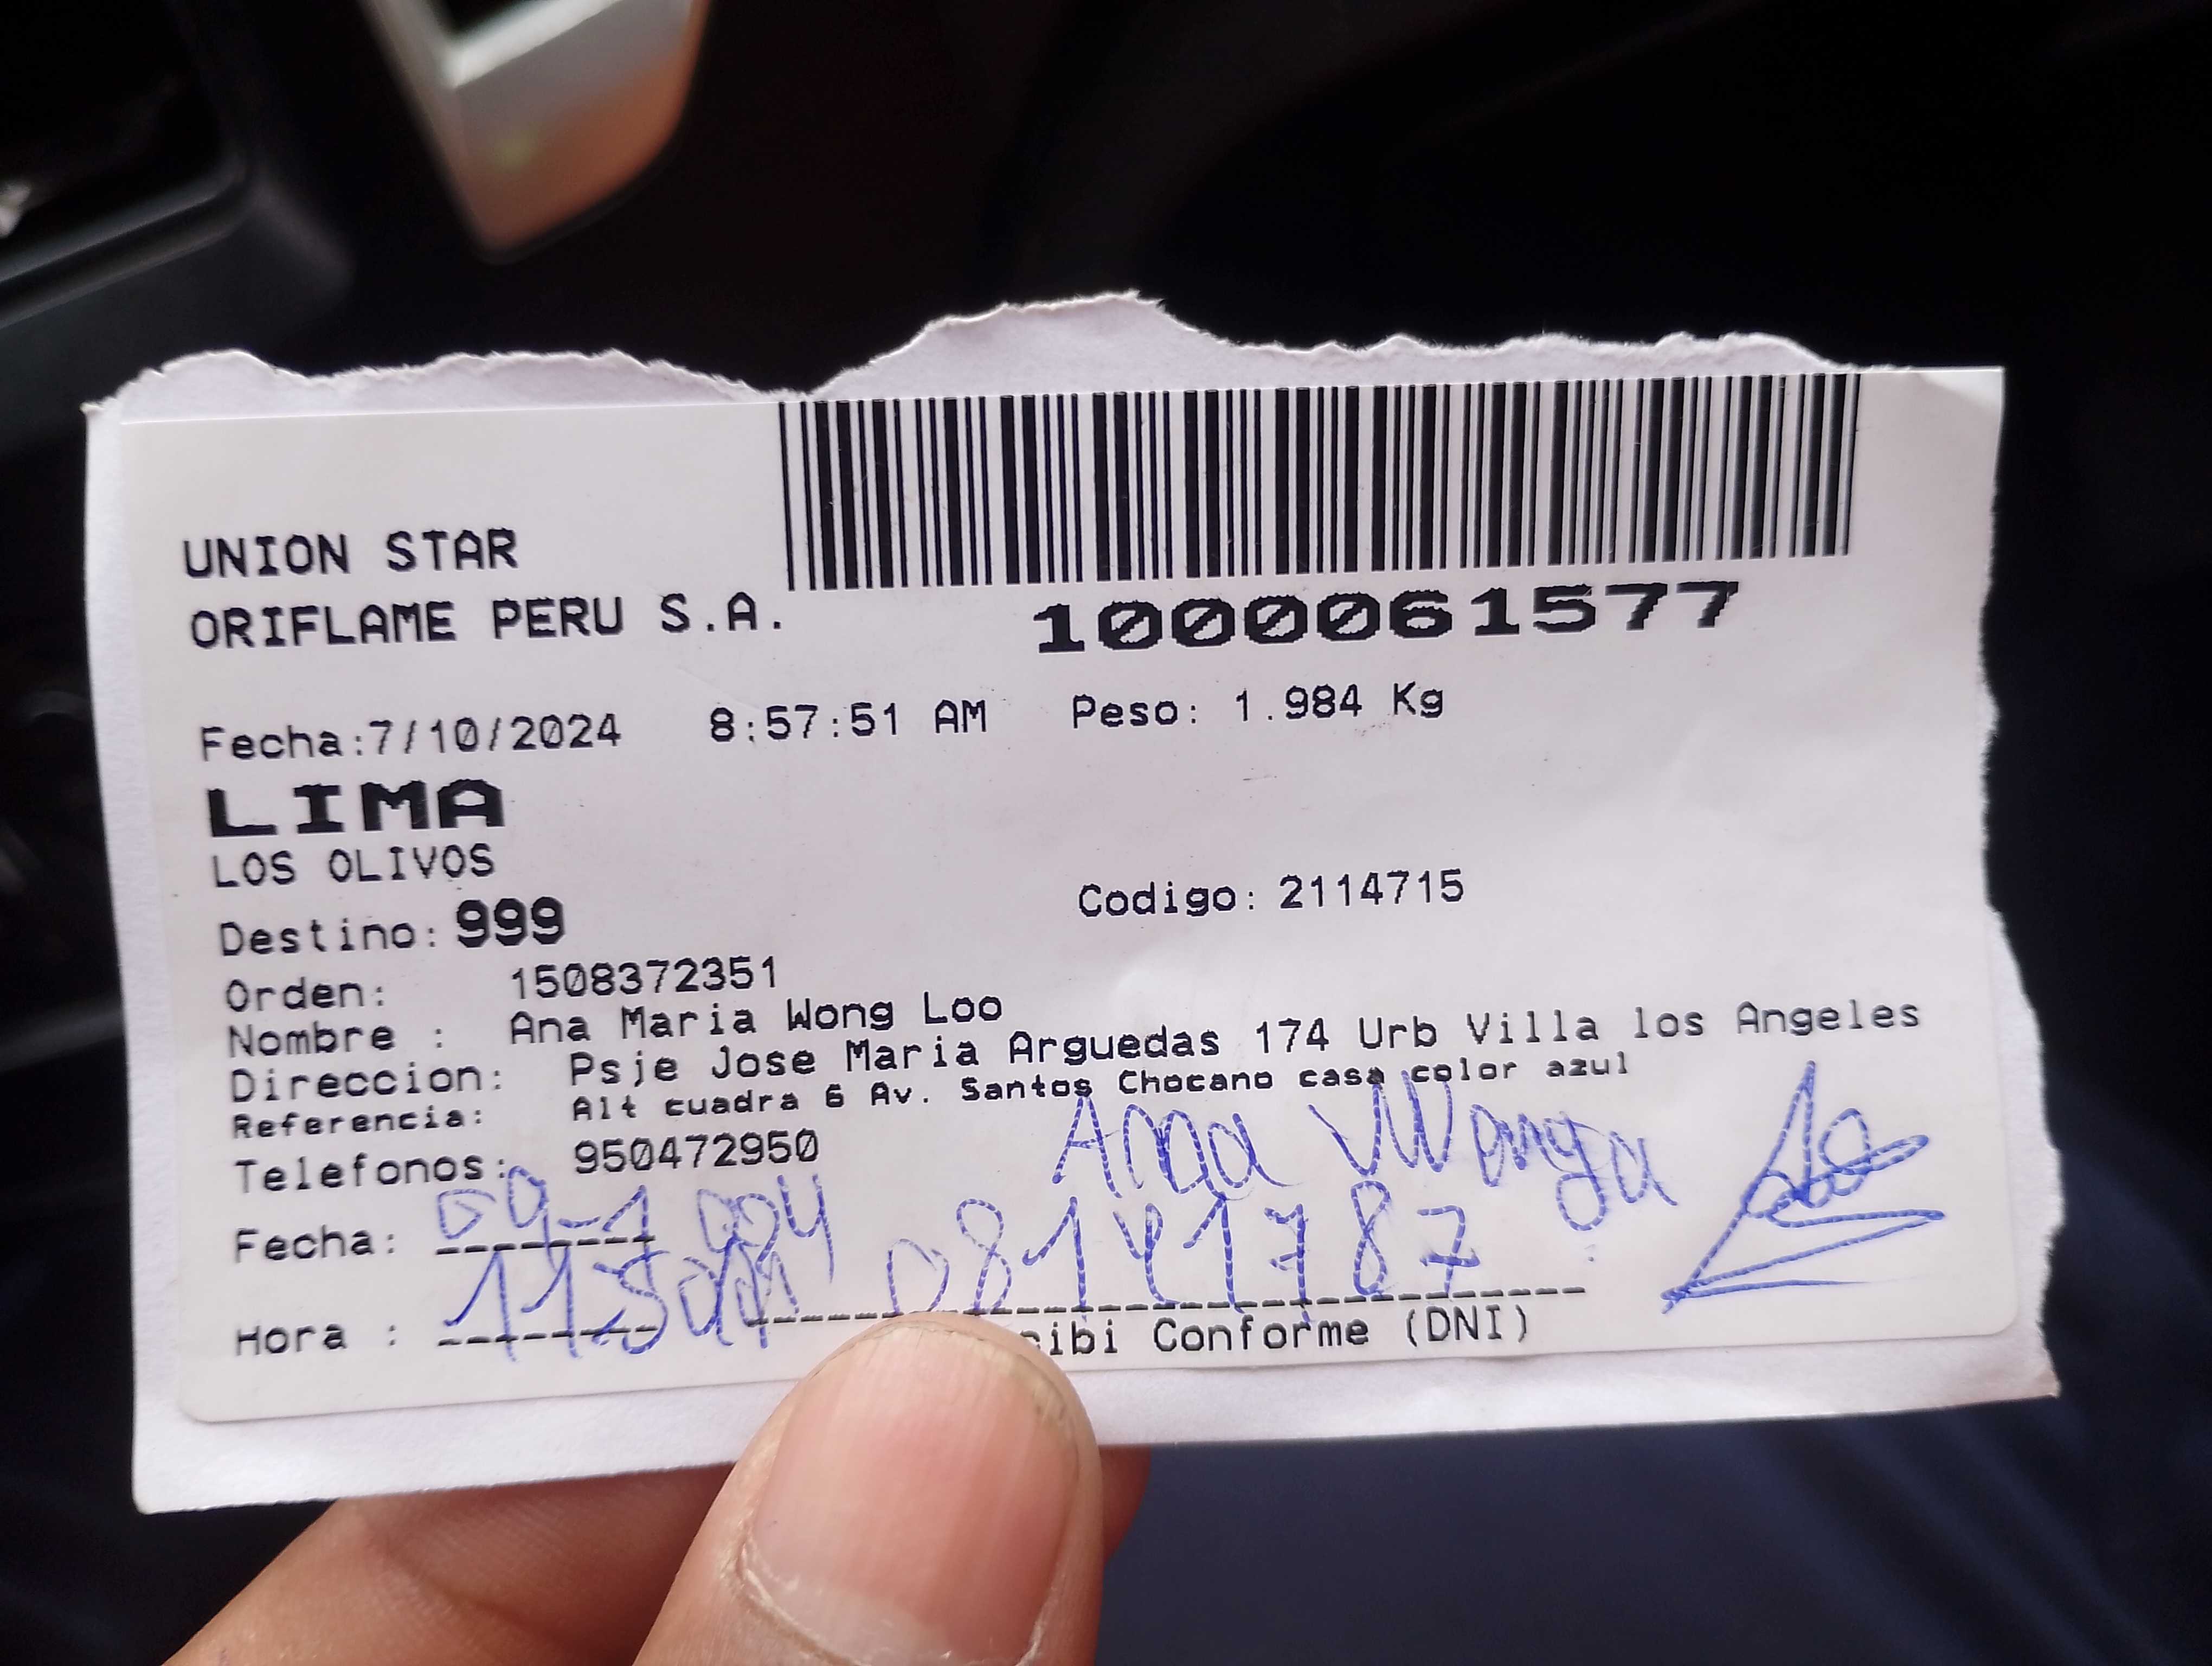 UNION STAR
ORIFLAME PERU S.A.
1000061577
Fecha:7/10/2024 8:57:51 AM Peso: 1.984 Kg
LIMA
LOS OLIVOS
Destino: 999 Codigo: 2114715
Orden: 1508372351
Nombre : Ana Maria Wong Loo
Direccion: Psje Jose Maria Arguedas 174 Urb Villa los Angeles
Referencia: Alt cuadra 6 Av. Santos Chocano casa color azul
Telefonos: 950472950
Ana Wong
Fecha:
08141787
Hora :
cibi Conforme (DNI)